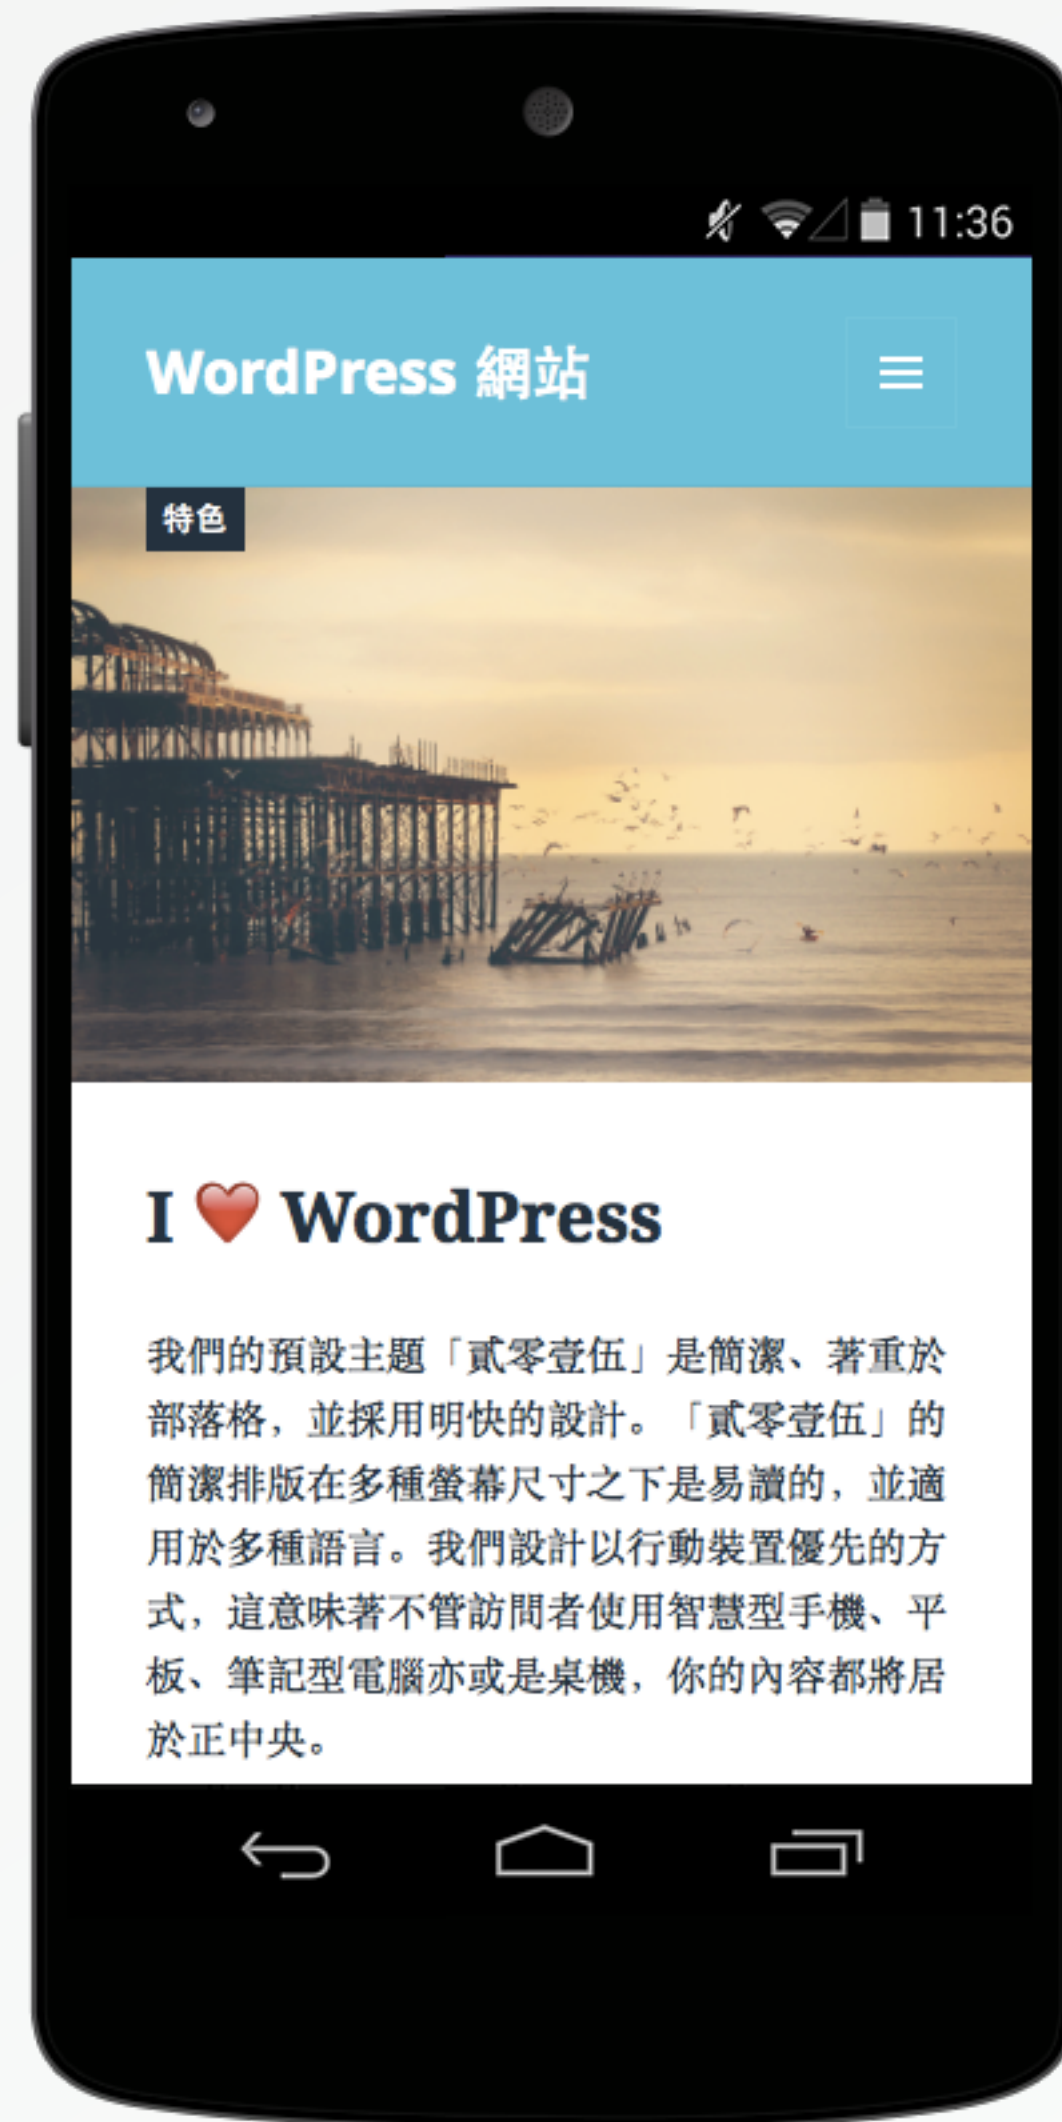 11:36
WordPress 網站
特色
I ❤️ WordPress
我們的預設主題「貳零壹伍」是簡潔、著重於
部落格，並採用明快的設計。「貳零壹伍」的
簡潔排版在多種螢幕尺寸之下是易讀的，並適
用於多種語言。我們設計以行動裝置優先的方
式，這意味著不管訪問者使用智慧型手機、平
板、筆記型電腦亦或是桌機，你的內容都將居
於正中央。